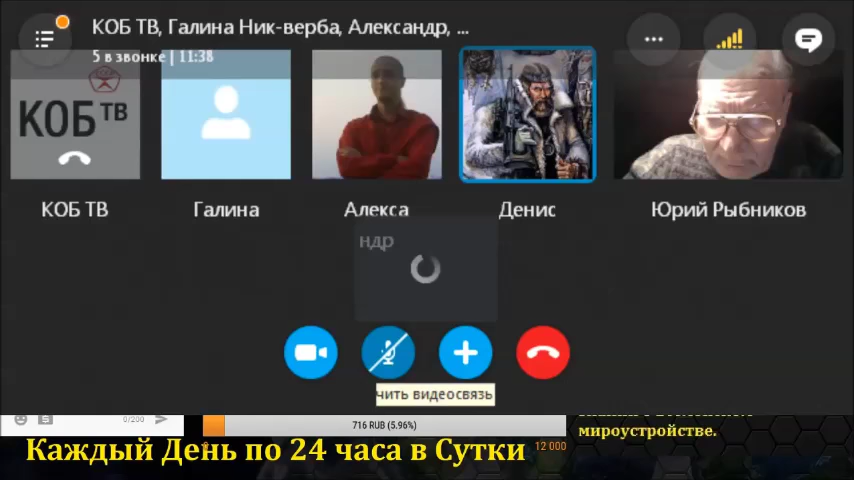 КОБ ТВ, Галина Ник-верба, Александр, ...
5 в звонке | 11:38
КОБ ТВ
КОБ ТВ
Галина
Алекса
ндр
Денис
Юрий Рыбников
чить видеосвязь
0/200
716 RUB (5.96%)
0
12 000
мироустройстве.
Каждый День по 24 часа в Сутки